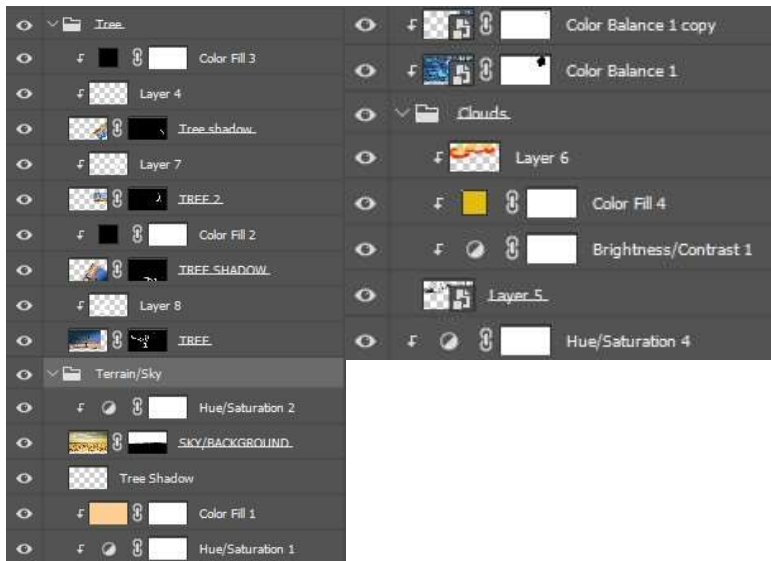 Tree
Color Fill 3
Layer 4
Tree shadow
Layer 7
TREE 2
Color Fill 2
TREE SHADOW
Layer 8
TREE
Terrain/Sky
Hue/Saturation 2
SKY/BACKGROUND
Tree Shadow
Color Fill 1
Hue/Saturation 1
Color Balance 1 copy
Color Balance 1
Clouds
Layer 6
Color Fill 4
Brightness/Contrast 1
Layer 5
Hue/Saturation 4